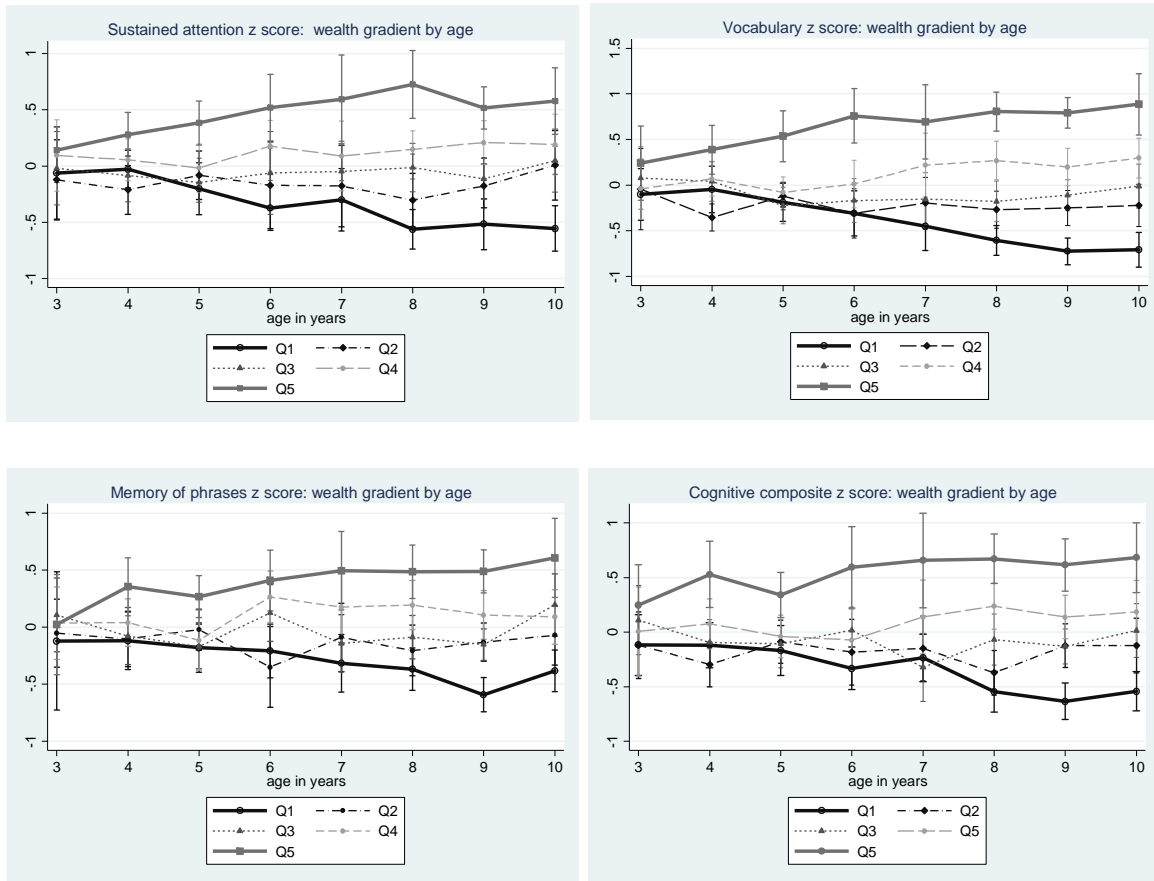 Sustained attention z score: wealth gradient by age
1
.5
0
-.5
-1
3 4 5 6 7 8 9 10
age in years
Q1 Q2
Q3 Q4
Q5
Vocabulary z score: wealth gradient by age
1.5
1
.5
0
-.5
-1
3 4 5 6 7 8 9 10
age in years
Q1 Q2
Q3 Q4
Q5
Memory of phrases z score: wealth gradient by age
1
.5
0
-.5
-1
3 4 5 6 7 8 9 10
age in years
Q1 Q2
Q3 Q4
Q5
Cognitive composite z score: wealth gradient by age
1
.5
0
-.5
-1
3 4 5 6 7 8 9 10
age in years
Q1 Q2
Q3 Q5
Q5